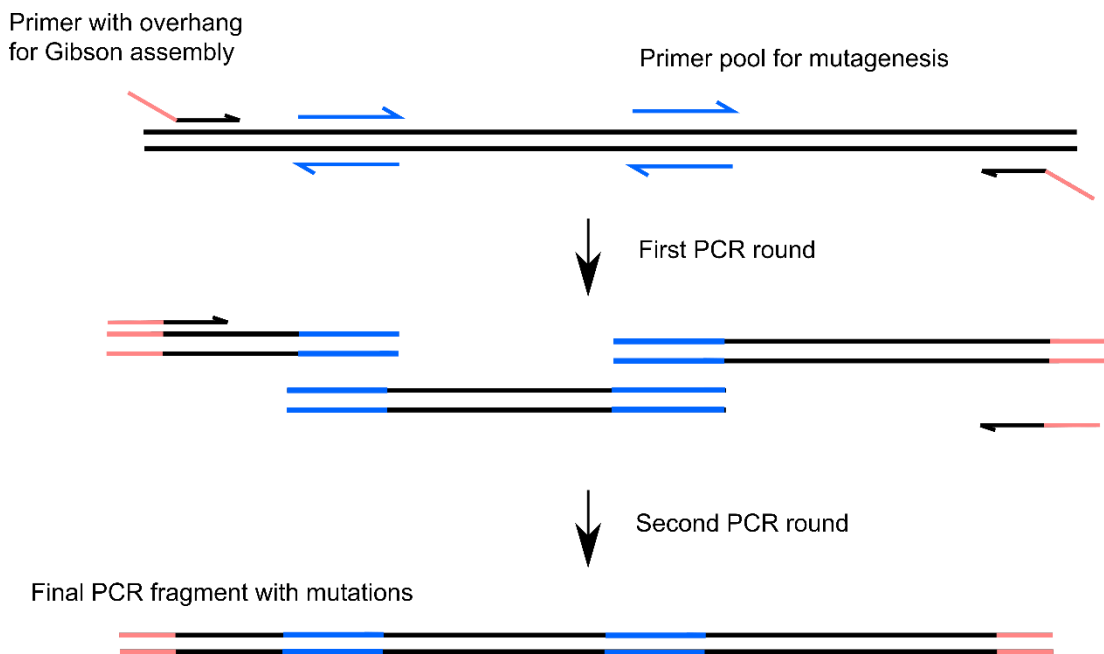 Primer with overhang
for Gibson assembly
Primer pool for mutagenesis
First PCR round
Second PCR round
Final PCR fragment with mutations